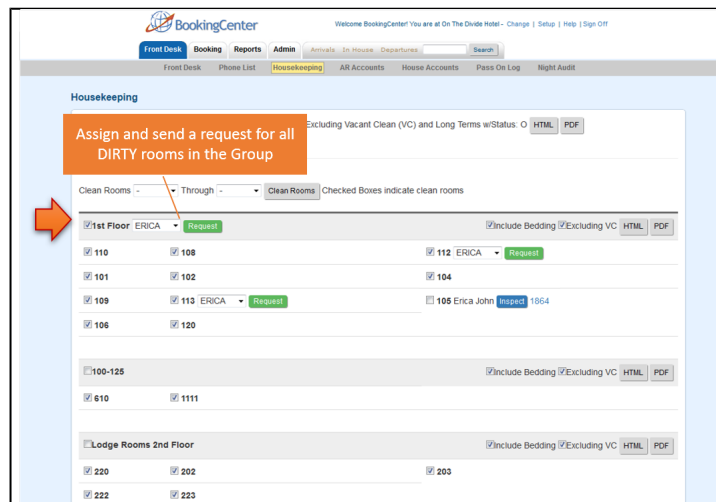 BookingCenter
Welcome BookingCenter! You are at On The Divide Hotel - Change | Setup | Help | Sign Off
Front Desk Booking Reports Admin Arrivals In House Departures Search
Front Desk Phone List Housekeeping AR Accounts House Accounts Pass On Log Night Audit
Housekeeping
Excluding Vacant Clean (VC) and Long Terms w/Status: O HTML PDF
Assign and send a request for all
DIRTY rooms in the Group
Clean Rooms - Through - Clean Rooms Checked Boxes indicate clean rooms
1st Floor ERICA Request Include Bedding Excluding VC HTML PDF
110 108 112 ERICA Request
101 102 104
109 113 ERICA Request 105 Erica John Inspect 1864
106 120
100-125 Include Bedding Excluding VC HTML PDF
610 1111
Lodge Rooms 2nd Floor Include Bedding Excluding VC HTML PDF
220 202 203
222 223